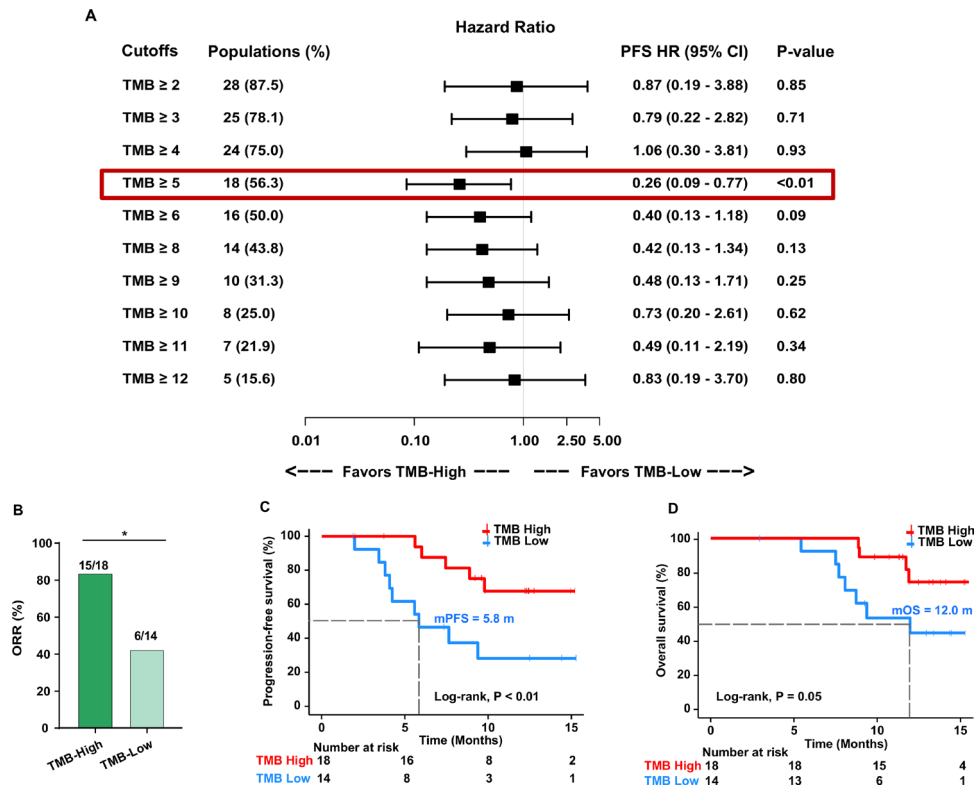 A
Hazard Ratio
Cutoffs Populations (%) PFS HR (95% CI) P-value
TMB ≥ 2 28 (87.5) 0.87 (0.19 - 3.88) 0.85
TMB ≥ 3 25 (78.1) 0.79 (0.22 - 2.82) 0.71
TMB ≥ 4 24 (75.0) 1.06 (0.30 - 3.81) 0.93
TMB ≥ 5 18 (56.3) 0.26 (0.09 - 0.77) <0.01
TMB ≥ 6 16 (50.0) 0.40 (0.13 - 1.18) 0.09
TMB ≥ 8 14 (43.8) 0.42 (0.13 - 1.34) 0.13
TMB ≥ 9 10 (31.3) 0.48 (0.13 - 1.71) 0.25
TMB ≥ 10 8 (25.0) 0.73 (0.20 - 2.61) 0.62
TMB ≥ 11 7 (21.9) 0.49 (0.11 - 2.19) 0.34
TMB ≥ 12 5 (15.6) 0.83 (0.19 - 3.70) 0.80
0.01 0.10 1.00 2.50 5.00
<--- Favors TMB-High --- --- Favors TMB-Low --->
B
*
100
80
60
40
20
0
ORR (%)
15/18
6/14
TMB-High
TMB-Low
C
TMB High
TMB Low
100
80
60
40
20
0
Progression-free survival (%)
mPFS = 5.8 m
Log-rank, P < 0.01
0 5 10 15
Time (Months)
Number at risk
TMB High 18 16 8 2
TMB Low 14 8 3 1
D
TMB High
TMB Low
100
80
60
40
20
0
Overall survival (%)
mOS = 12.0 m
Log-rank, P = 0.05
0 5 10 15
Time (Months)
Number at risk
TMB High 18 18 15 4
TMB Low 14 13 6 1